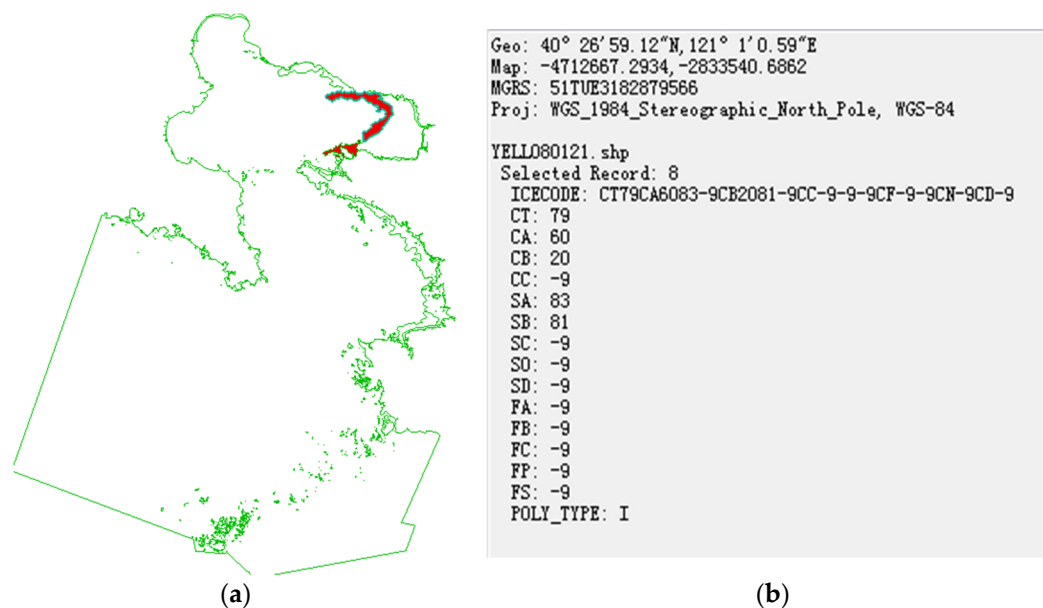 Geo: 40° 26'59.12"N,121° 1'0.59"E
Map: -4712667.2934,-2833540.6862
MGRS: 51TUE3182879566
Proj: WGS_1984_Stereographic_North_Pole, WGS-84
YELL080121.shp
Selected Record: 8
ICECODE: CT79CA6083-9CB2081-9CC-9-9-9CF-9-9CN-9CD-9
CT: 79
CA: 60
CB: 20
CC: -9
SA: 83
SB: 81
SC: -9
SO: -9
SD: -9
FA: -9
FB: -9
FC: -9
FP: -9
FS: -9
POLY_TYPE: I
(a)
(b)